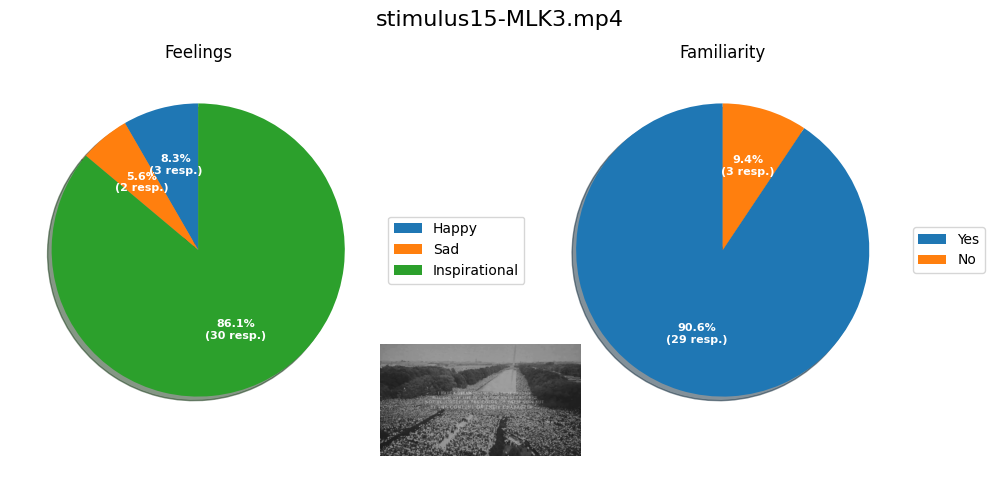 stimulus15-MLK3.mp4
Feelings
8.3%
(3 resp.)
5.6%
(2 resp.)
86.1%
(30 resp.)
Happy
Sad
Inspirational
Familiarity
9.4%
(3 resp.)
90.6%
(29 resp.)
Yes
No